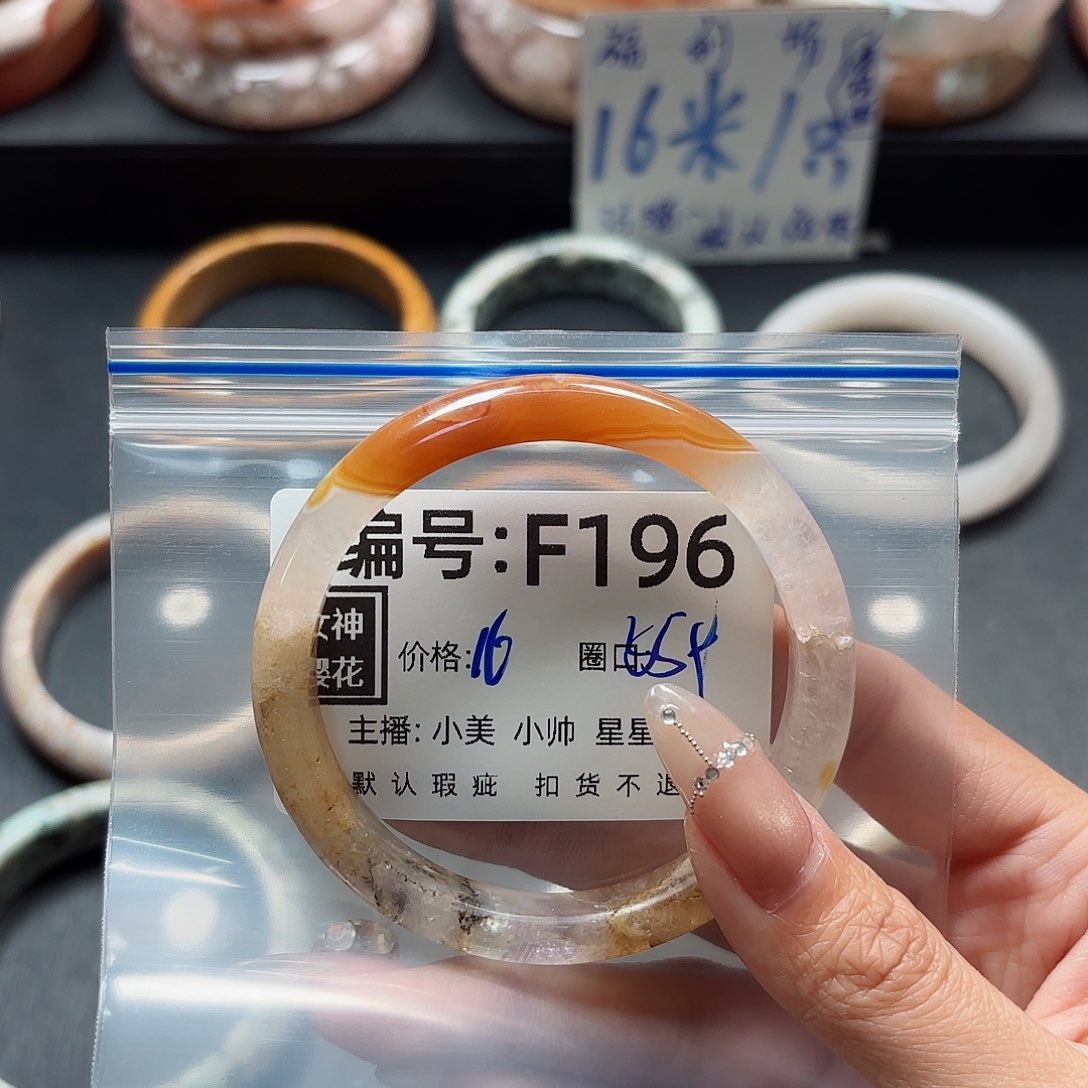 16米/只
编号:F196
女神
樱花
价格:16 圈口:
主播: 小美 小帅 星星
默认瑕疵 扣货不退